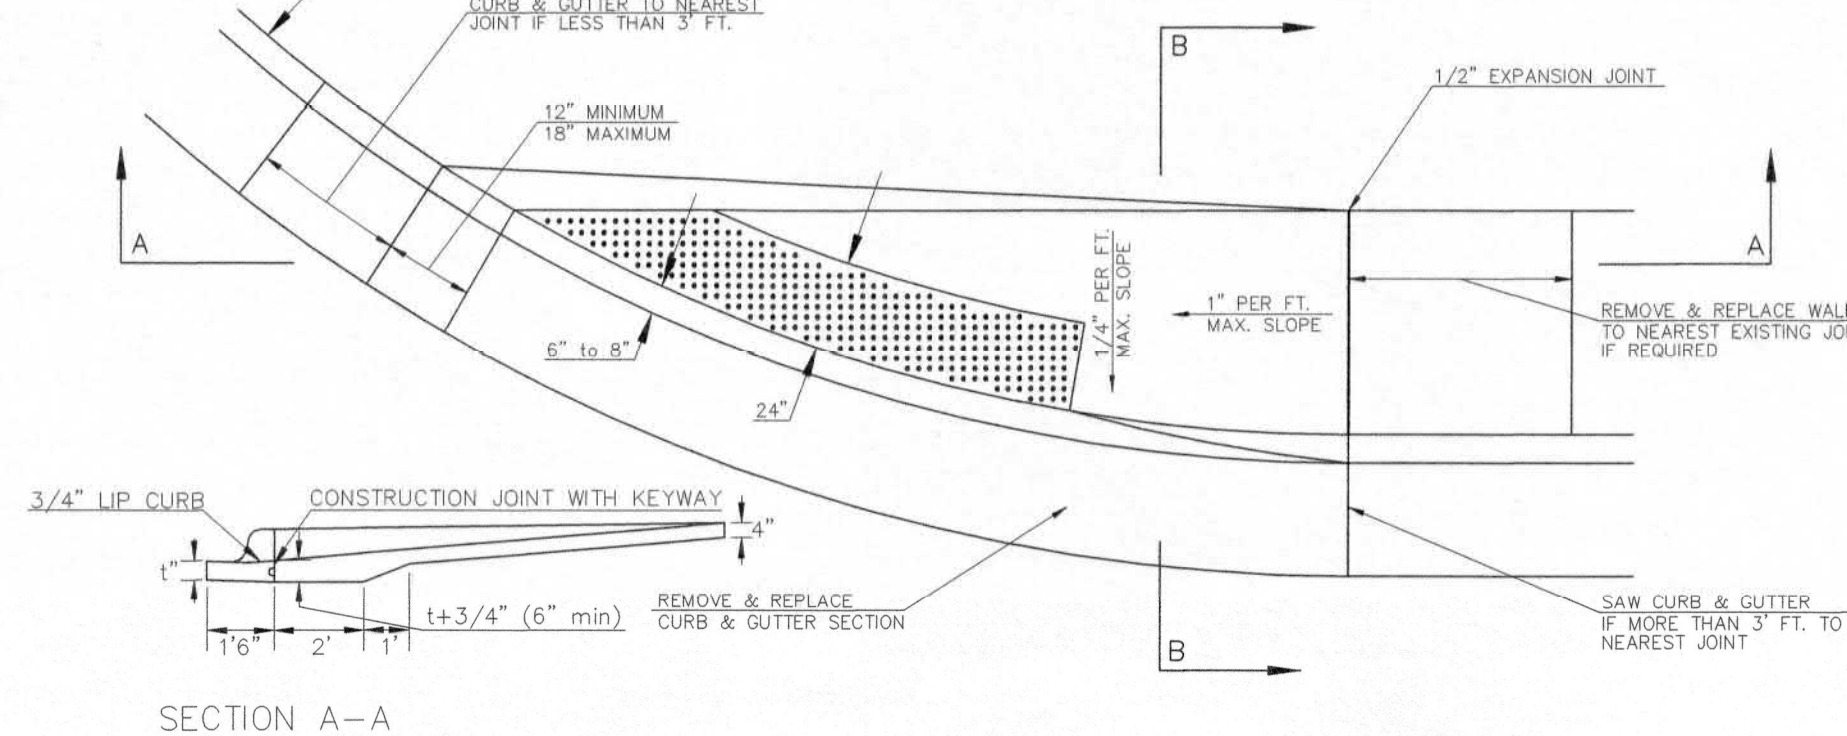 CURB & GUTTER TO NEAREST
JOINT IF LESS THAN 3' FT.
B
1/2" EXPANSION JOINT
12" MINIMUM
18" MAXIMUM
A
A
1/4" PER FT.
MAX. SLOPE
1" PER FT.
MAX. SLOPE
REMOVE & REPLACE
TO NEAREST EXISTING
IF REQUIRED
6" to 8"
24"
3/4" LIP CURB
CONSTRUCTION JOINT WITH KEYWAY
4"
t"
t+3/4" (6" min)
1'6"
2'
1'
REMOVE & REPLACE
CURB & GUTTER SECTION
SAW CURB & GUTTER
IF MORE THAN 3' FT. TO
NEAREST JOINT
B
SECTION A-A